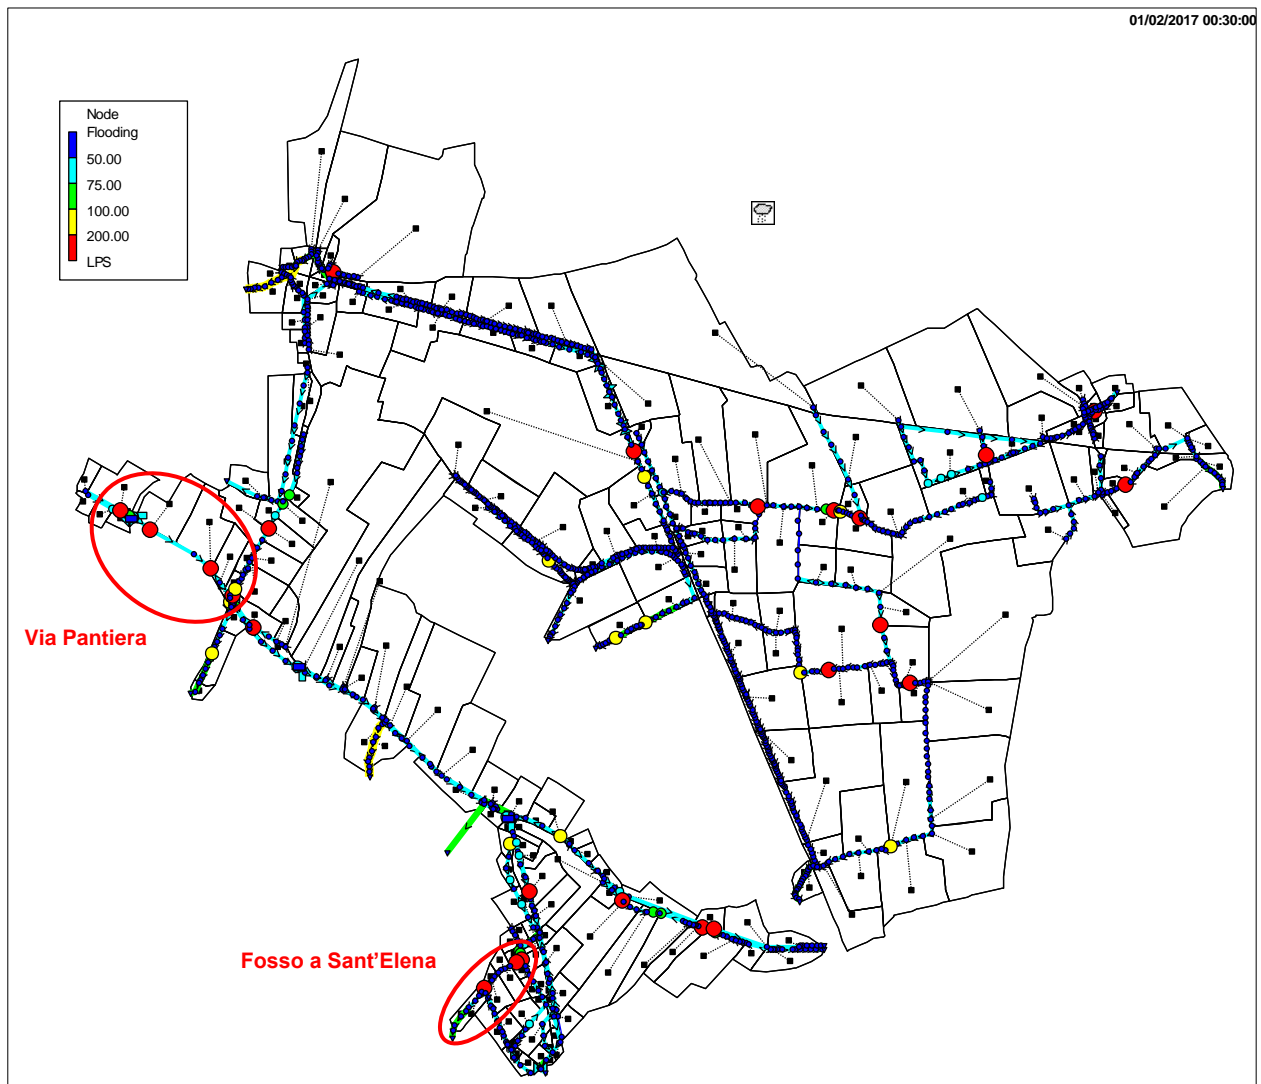 01/02/2017 00:30:00
Node
Flooding
50.00
75.00
100.00
200.00
LPS
Via Pantiera
Fosso a Sant'Elena